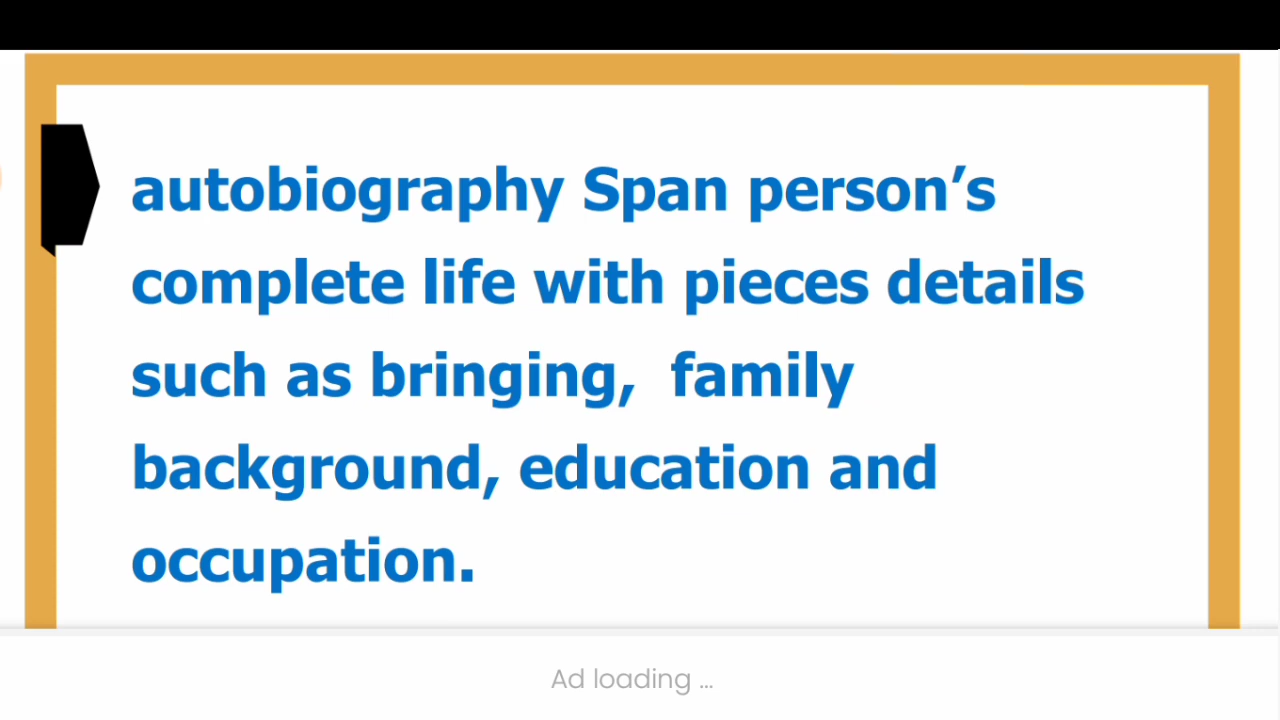 autobiography Span person’s
complete life with pieces details
such as bringing,  family
background, education and
occupation.
Ad loading ...